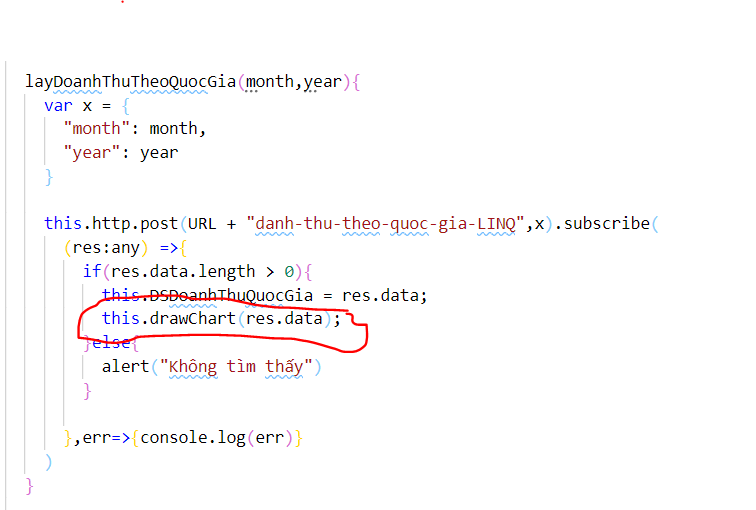 layDoanhThuTheoQuocGia(month,year){
var x = {
"month": month,
"year": year
}
this.http.post(URL + "danh-thu-theo-quoc-gia-LINQ",x).subscribe(
(res:any) =>{
if(res.data.length > 0){
this.DSDoanhThuQuocGia = res.data;
this.drawChart(res.data);
}else{
alert("Không tìm thấy")
}
},err=>{console.log(err)}
)
}